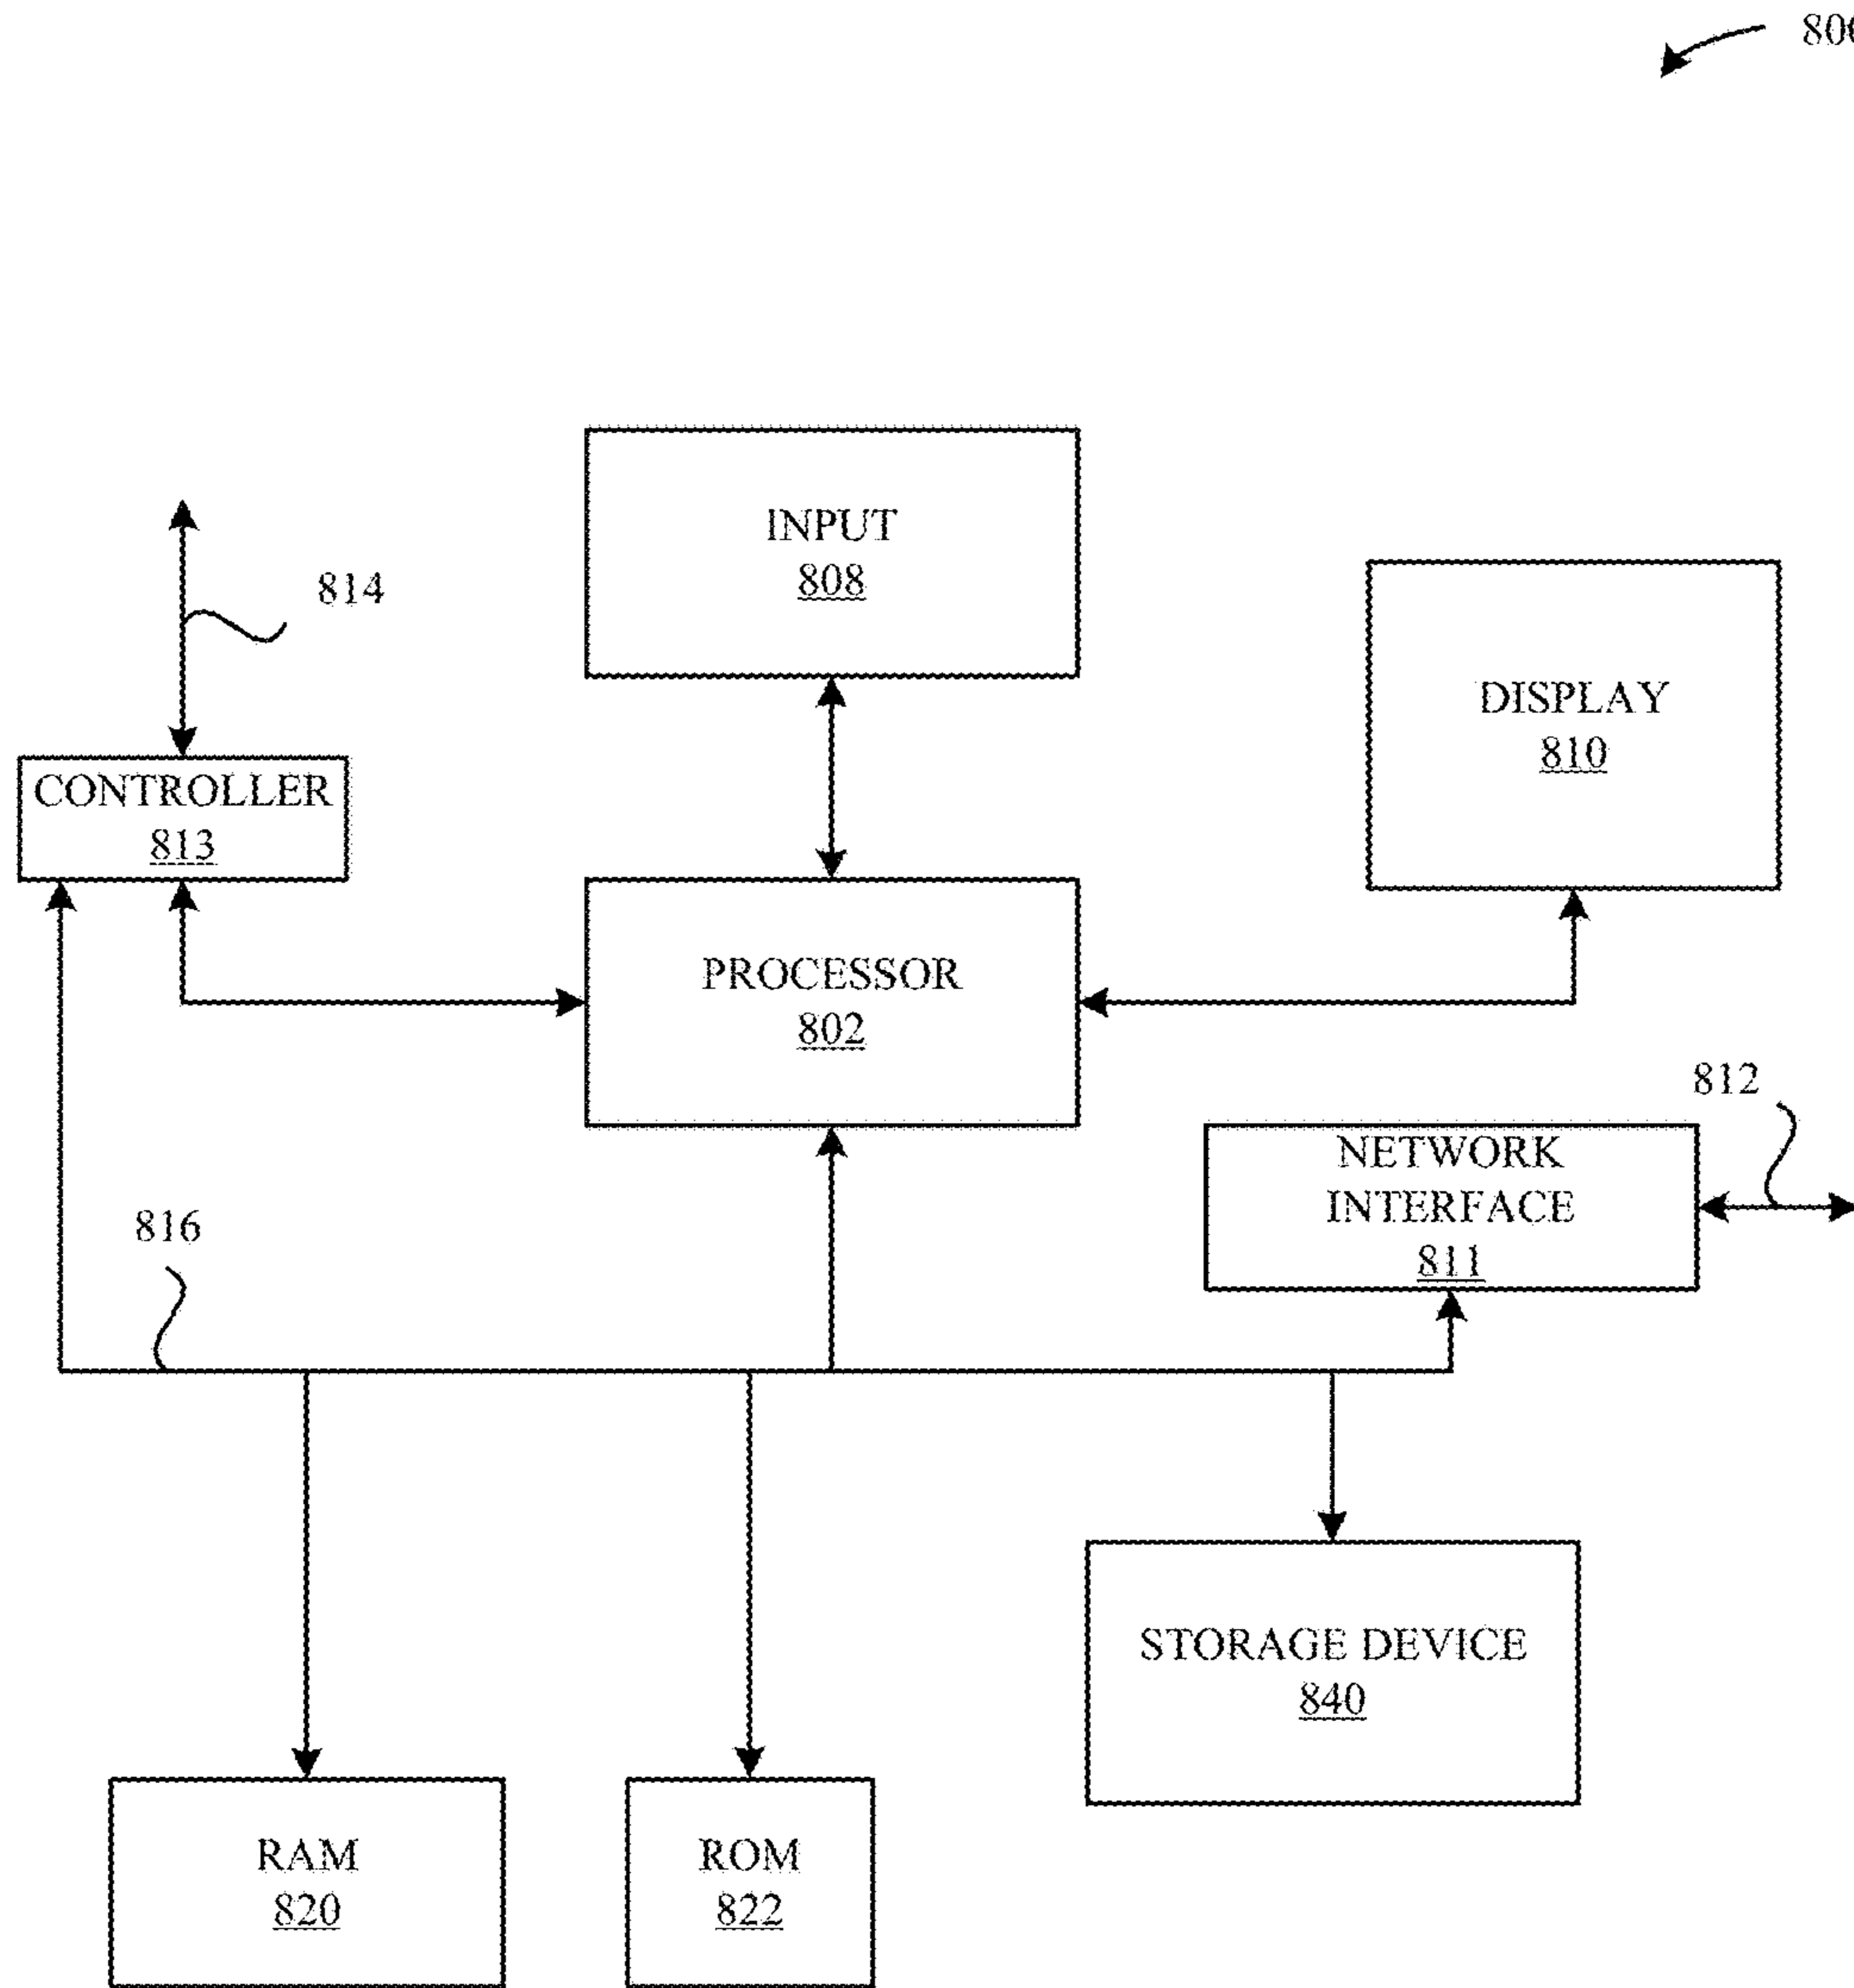 INPUT
808
814
DISPLAY
810
CONTROLLER
813
PROCESSOR
802
812
NETWORK
INTERFACE
811
816
STORAGE DEVICE
840
RAM
820
ROM
822